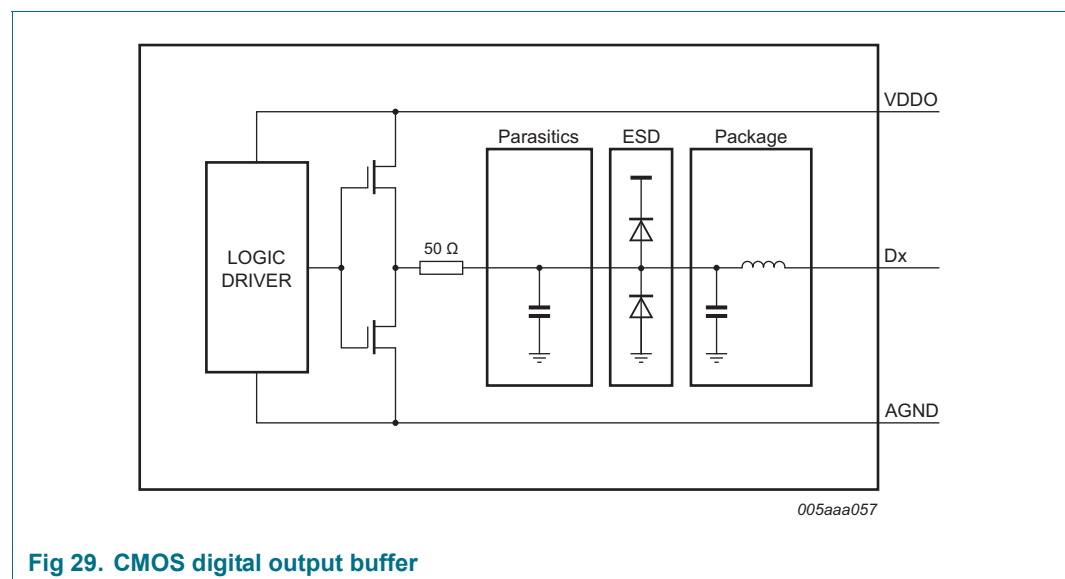 VDDO
Parasitics
ESD
Package
LOGIC
DRIVER
50 Ω
Dx
AGND
005aaa057
Fig 29. CMOS digital output buffer